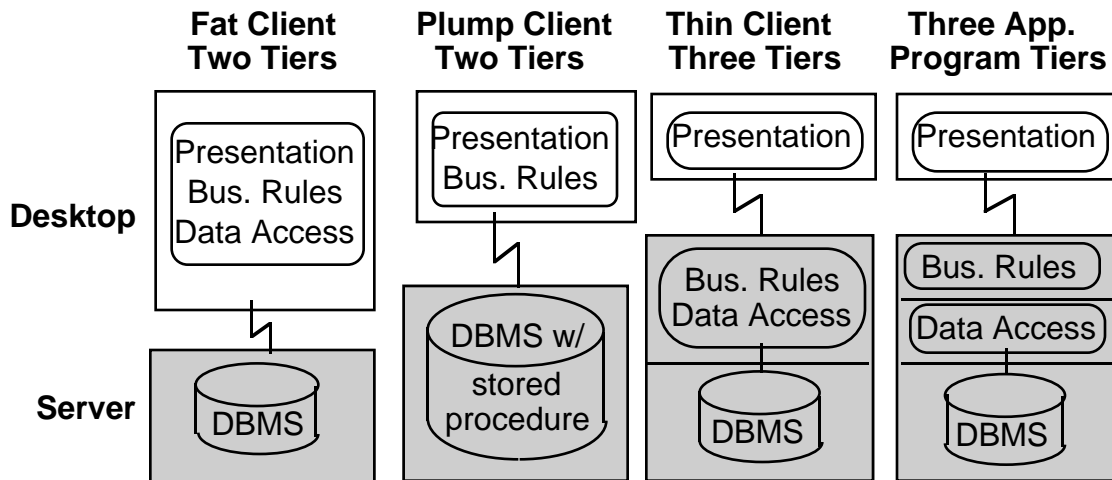 Fat Client
Two Tiers
Plump Client
Two Tiers
Thin Client
Three Tiers
Three App.
Program Tiers
Desktop
Presentation
Bus. Rules
Data Access
Presentation
Bus. Rules
Presentation
Presentation
Server
DBMS
DBMS w/
stored
procedure
Bus. Rules
Data Access
DBMS
Bus. Rules
Data Access
DBMS